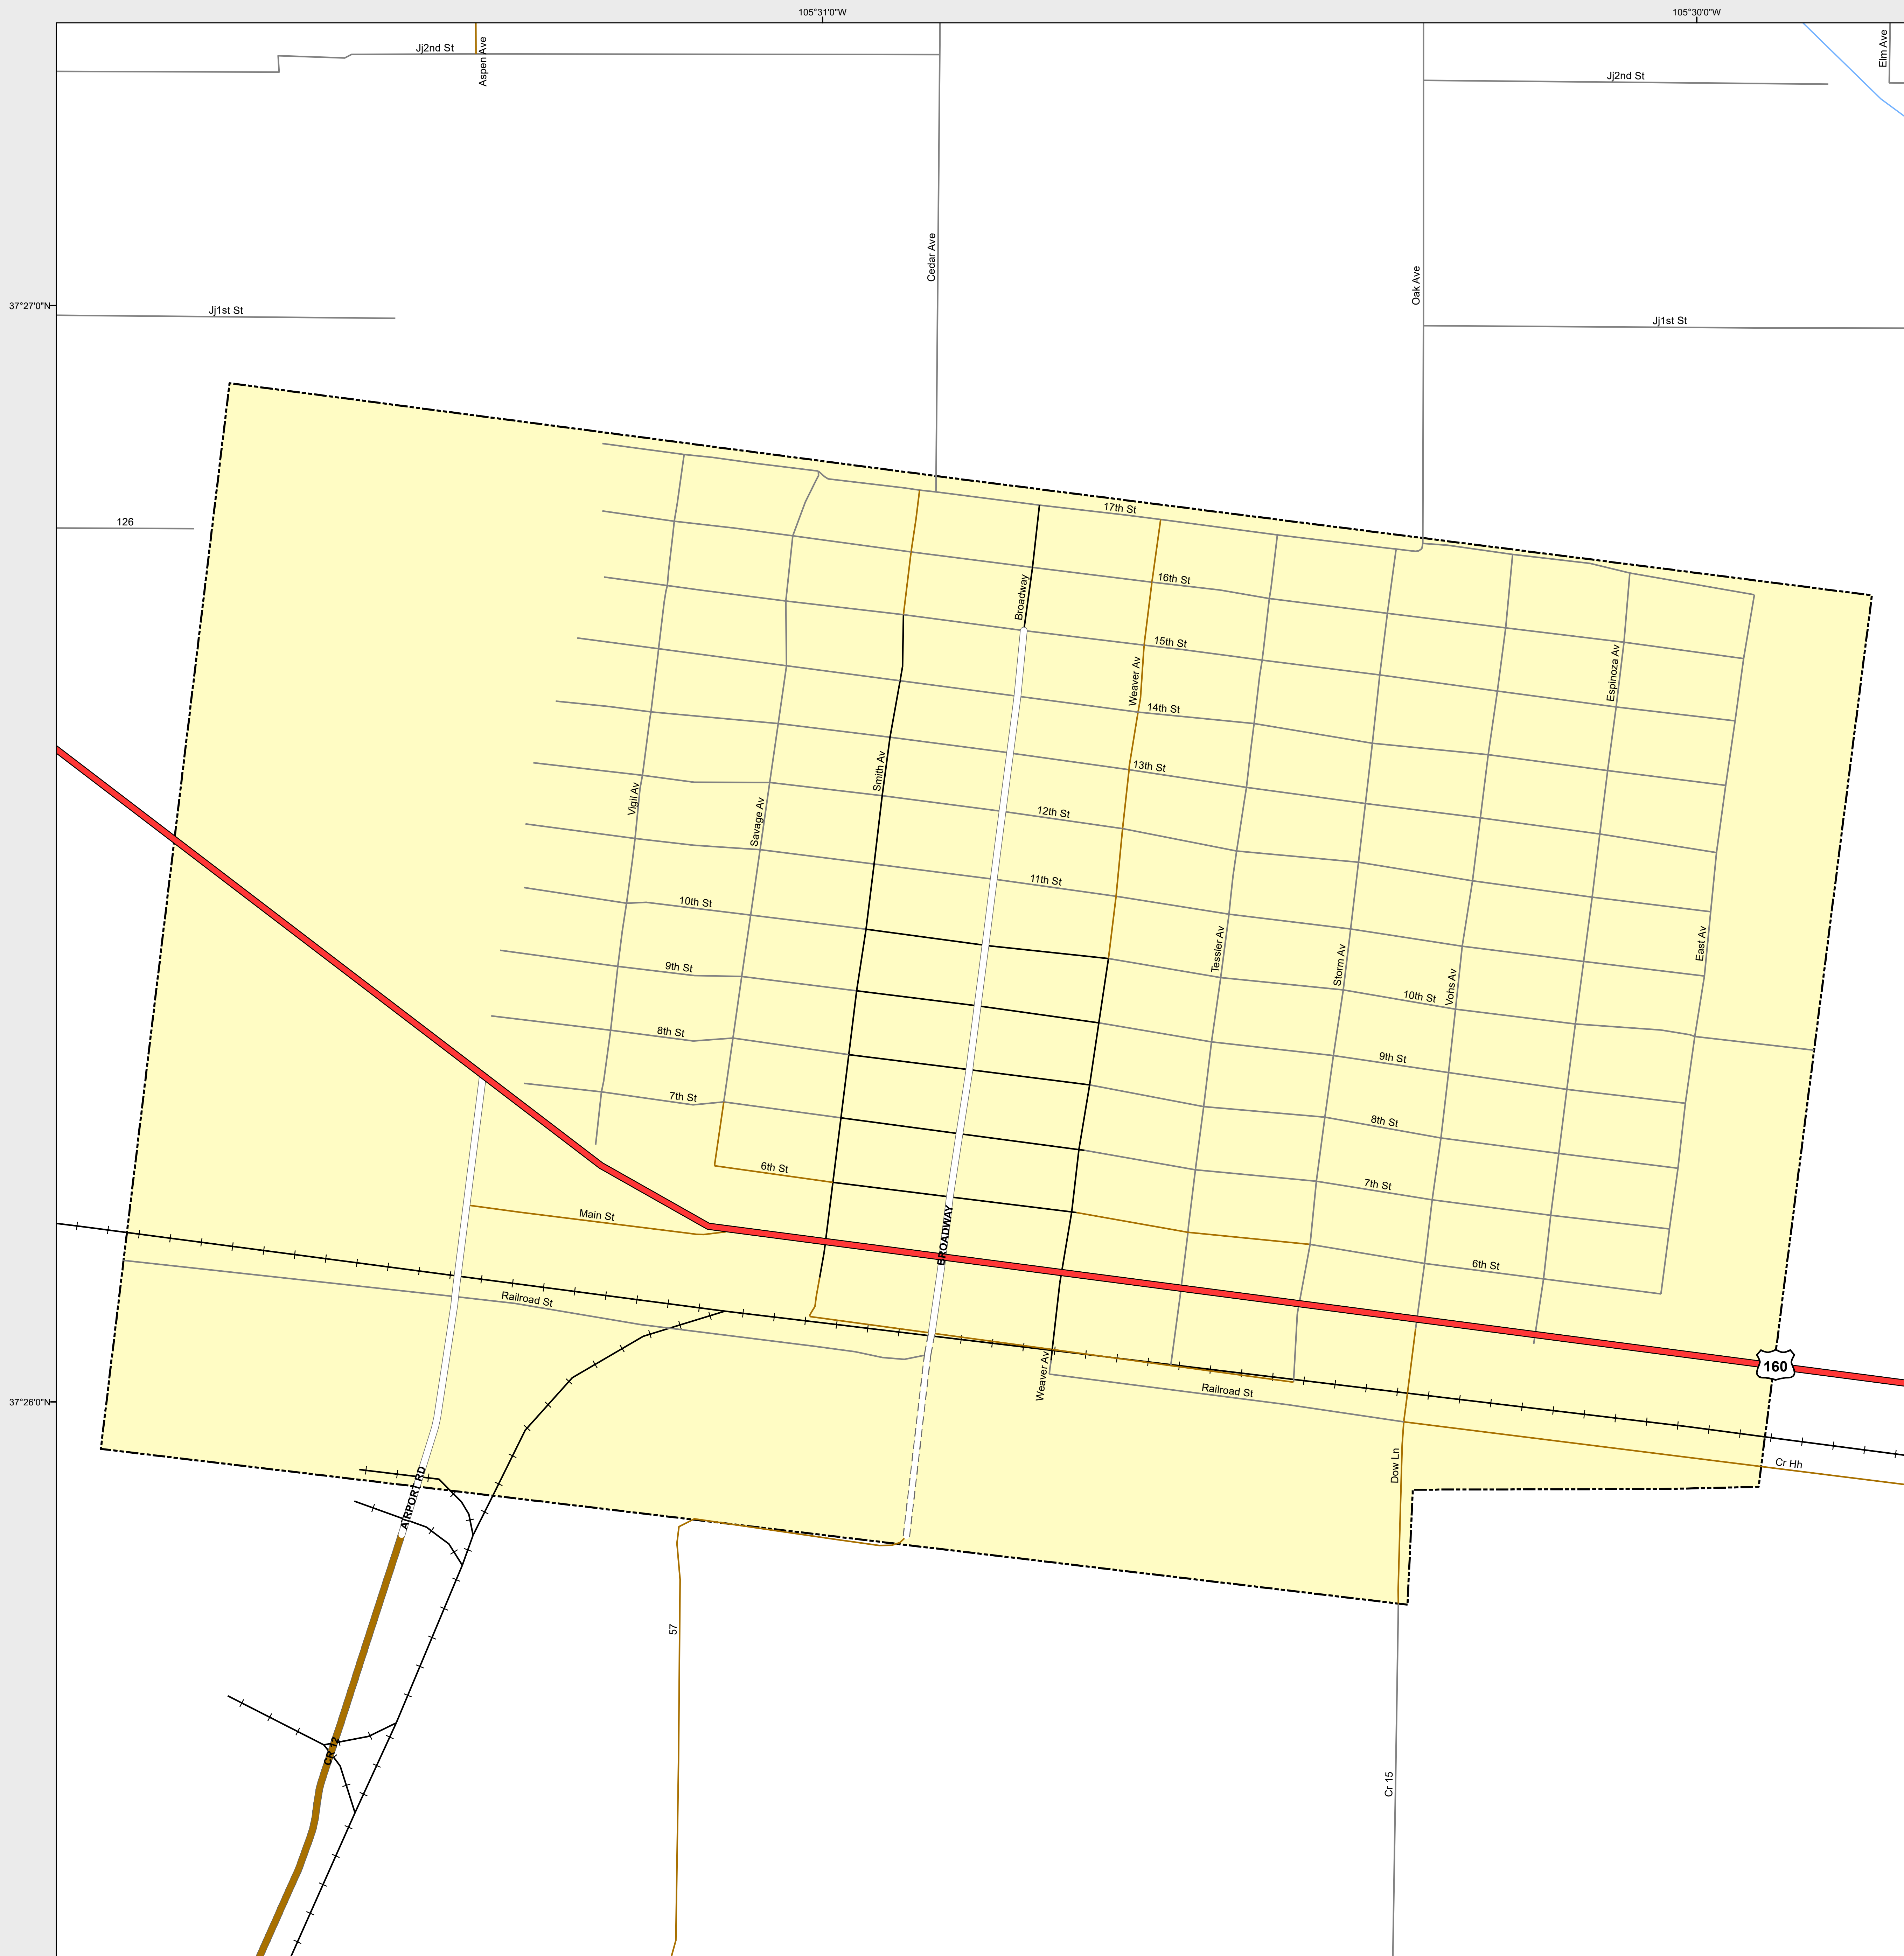 105°31'0"W
105°30'0"W
Jj2nd St
Aspen Ave
Elm Ave
Jj2nd St
Cedar Ave
Oak Ave
37°27'0"N
Jj1st St
Jj1st St
17th St
126
16th St
Broadway
15th St
Weaver Av
Espinoza Av
14th St
13th St
Smith Av
Vigil Av
Savage Av
12th St
11th St
10th St
Tessler Av
Storm Av
Vohs Av
East Av
9th St
10th St
8th St
9th St
7th St
8th St
6th St
7th St
Main St
BROADWAY
6th St
Railroad St
160
Weaver Av
Railroad St
37°26'0"N
Dow Ln
Cr Hh
AIRPORT RD
57
CR 12
Cr 15